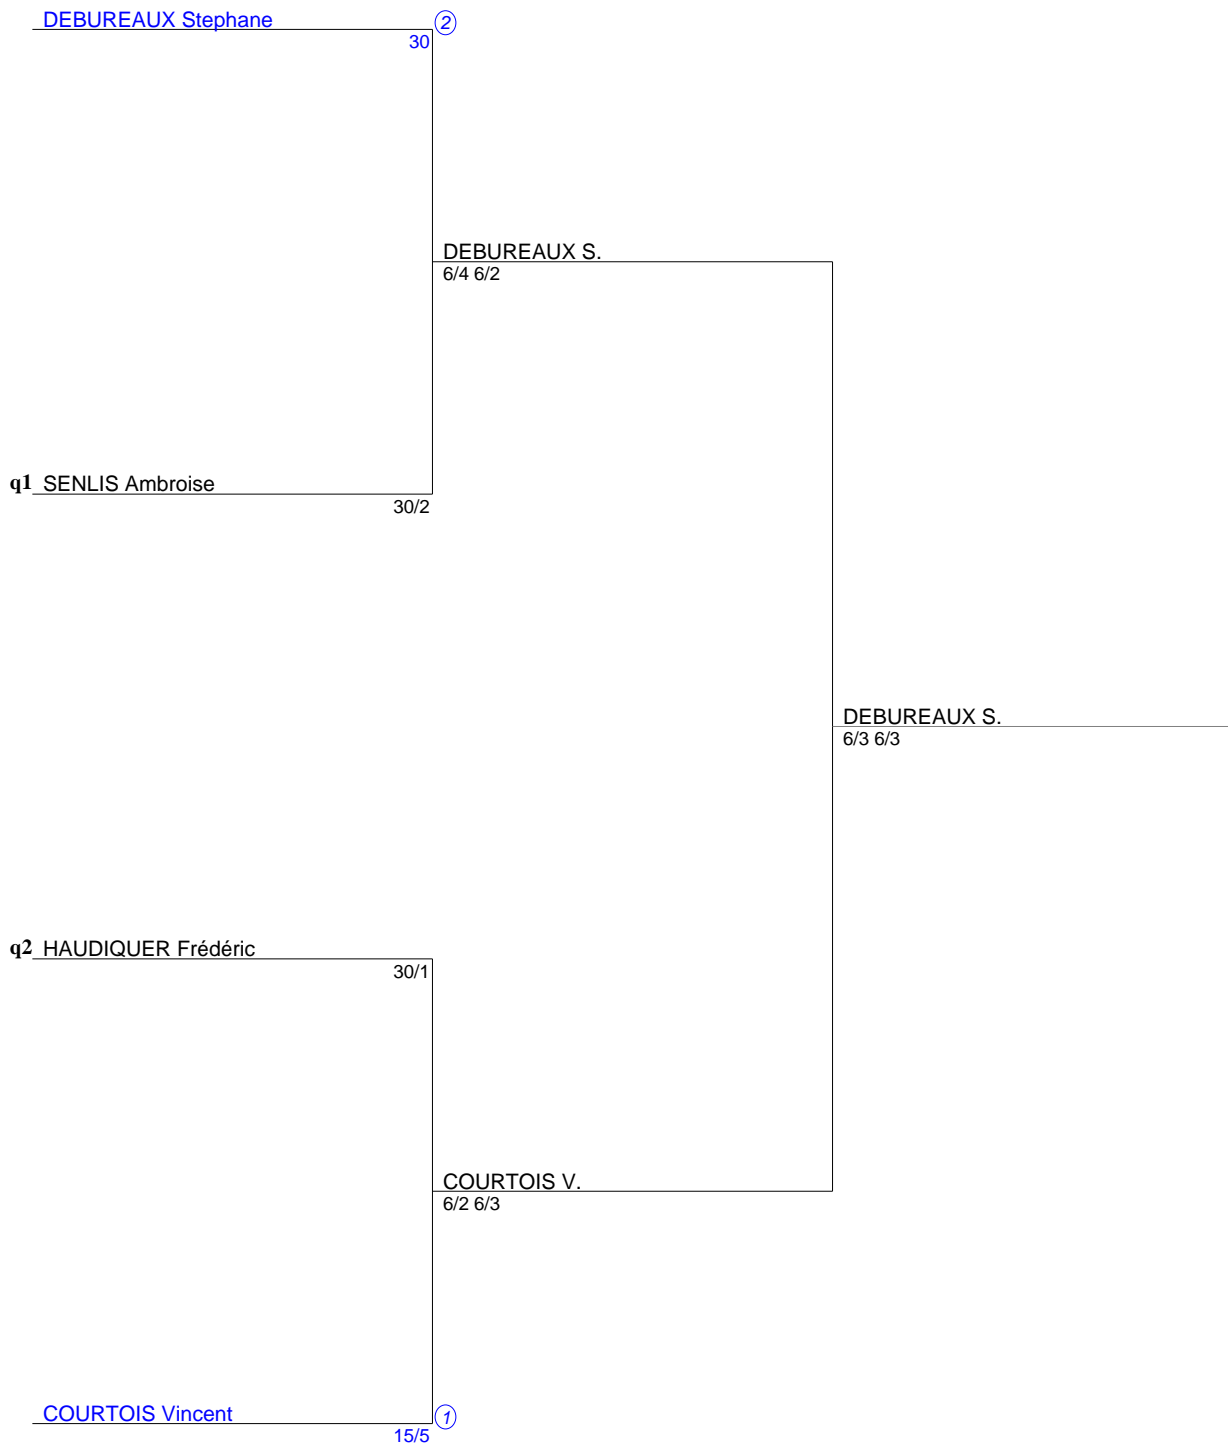 DEBUREAUX Stephane 2
30
DEBUREAUX S.
6/4 6/2
q1 SENLIS Ambroise
30/2
DEBUREAUX S.
6/3 6/3
q2 HAUDIQUER Frédéric
30/1
COURTOIS V.
6/2 6/3
COURTOIS Vincent 1
15/5